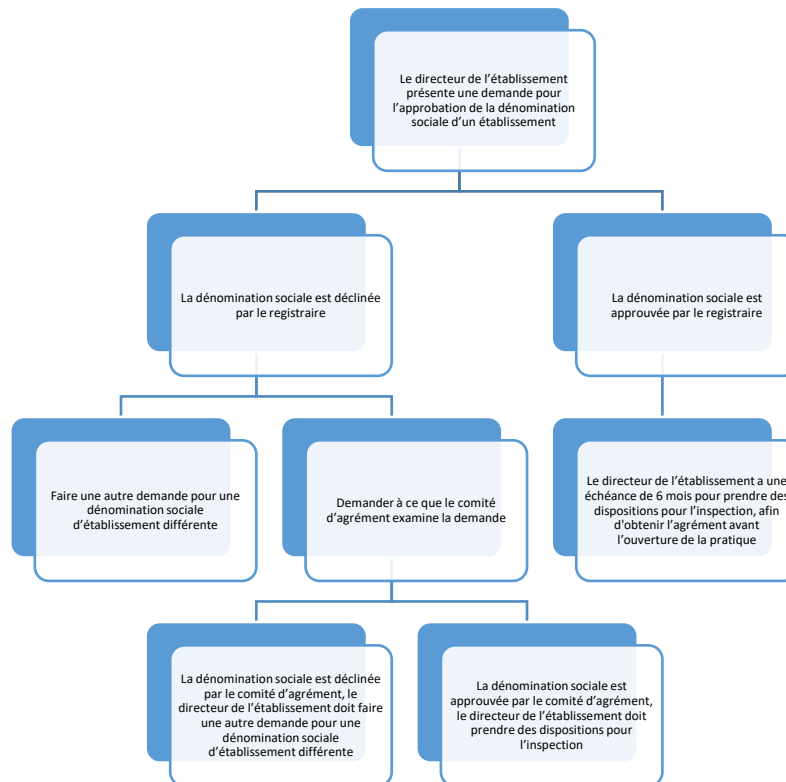 Le directeur de l’établissement
présente une demande pour
l’approbation de la dénomination
sociale d’un établissement
La dénomination sociale est déclinée
par le registraire
La dénomination sociale est
approuvée par le registraire
Faire une autre demande pour une
dénomination sociale
d’établissement différente
Demander à ce que le comité
d’agrément examine la demande
Le directeur de l’établissement a une
échéance de 6 mois pour prendre des
dispositions pour l’inspection, afin
d'obtenir l’agrément avant
l’ouverture de la pratique
La dénomination sociale est déclinée
par le comité d’agrément, le
directeur de l’établissement doit faire
une autre demande pour une
dénomination sociale
d’établissement différente
La dénomination sociale est
approuvée par le comité d’agrément,
le directeur de l’établissement doit
prendre des dispositions pour
l’inspection